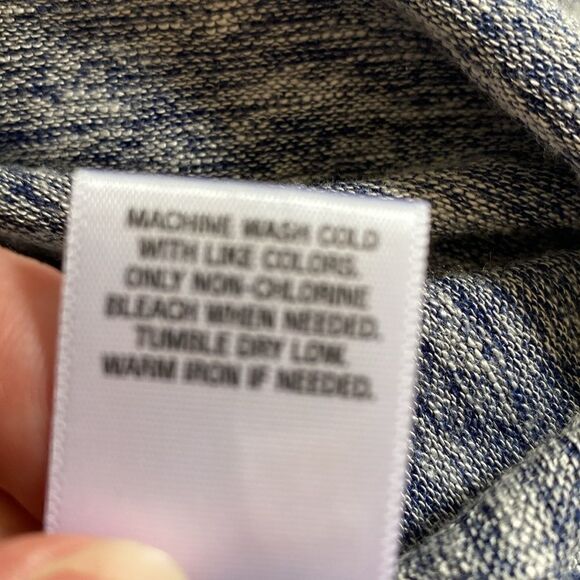 MACHINE WASH COLD
WITH LIKE COLORS.
ONLY NON-CHLORINE
BLEACH WHEN NEEDED.
TUMBLE DRY LOW.
WARM IRON IF NEEDED.